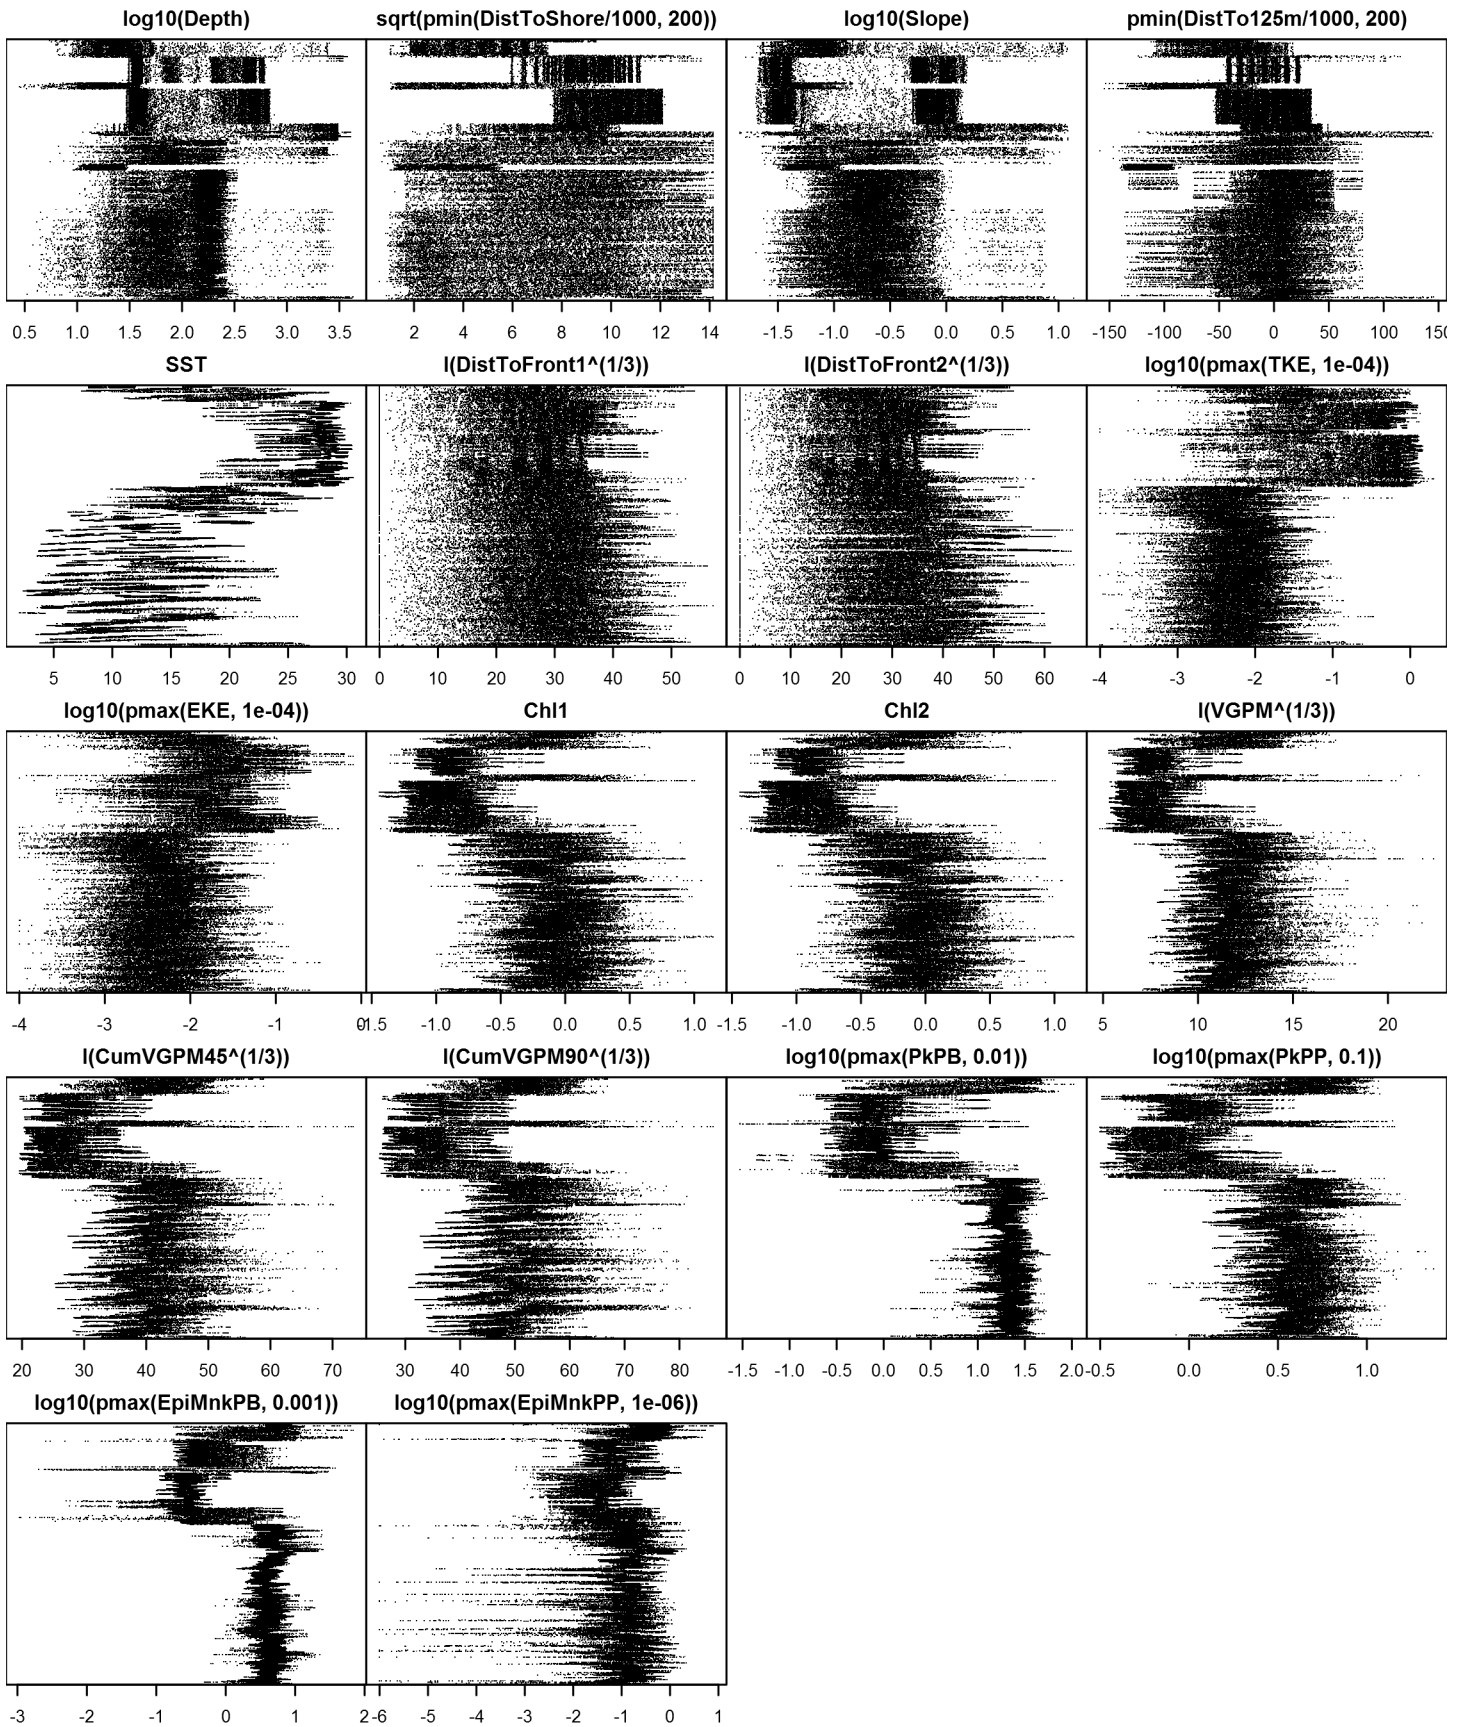 log10(Depth) sqrt(pmin(DistToShore/1000, 200)) log10(Slope) pmin(DistTo125m/1000, 200)
0.5 1.0 1.5 2.0 2.5 3.0 3.5 2 4 6 8 10 12 14 -1.5 -1.0 -0.5 0.0 0.5 1.0 -150 -100 -50 0 50 100 150
SST I(DistToFront1^(1/3)) I(DistToFront2^(1/3)) log10(pmax(TKE, 1e-04))
5 10 15 20 25 30 0 10 20 30 40 50 0 10 20 30 40 50 60 -4 -3 -2 -1 0
log10(pmax(EKE, 1e-04)) Chl1 Chl2 I(VGPM^(1/3))
-4 -3 -2 -1 0 -1.5 -1.0 -0.5 0.0 0.5 1.0 -1.5 -1.0 -0.5 0.0 0.5 1.0 5 10 15 20
I(CumVGPM45^(1/3)) I(CumVGPM90^(1/3)) log10(pmax(PkPB, 0.01)) log10(pmax(PkPP, 0.1))
20 30 40 50 60 70 30 40 50 60 70 80 -1.5 -1.0 -0.5 0.0 0.5 1.0 1.5 2.0 -0.5 0.0 0.5 1.0
log10(pmax(EpiMnkPB, 0.001)) log10(pmax(EpiMnkPP, 1e-06))
-3 -2 -1 0 1 2 -6 -5 -4 -3 -2 -1 0 1